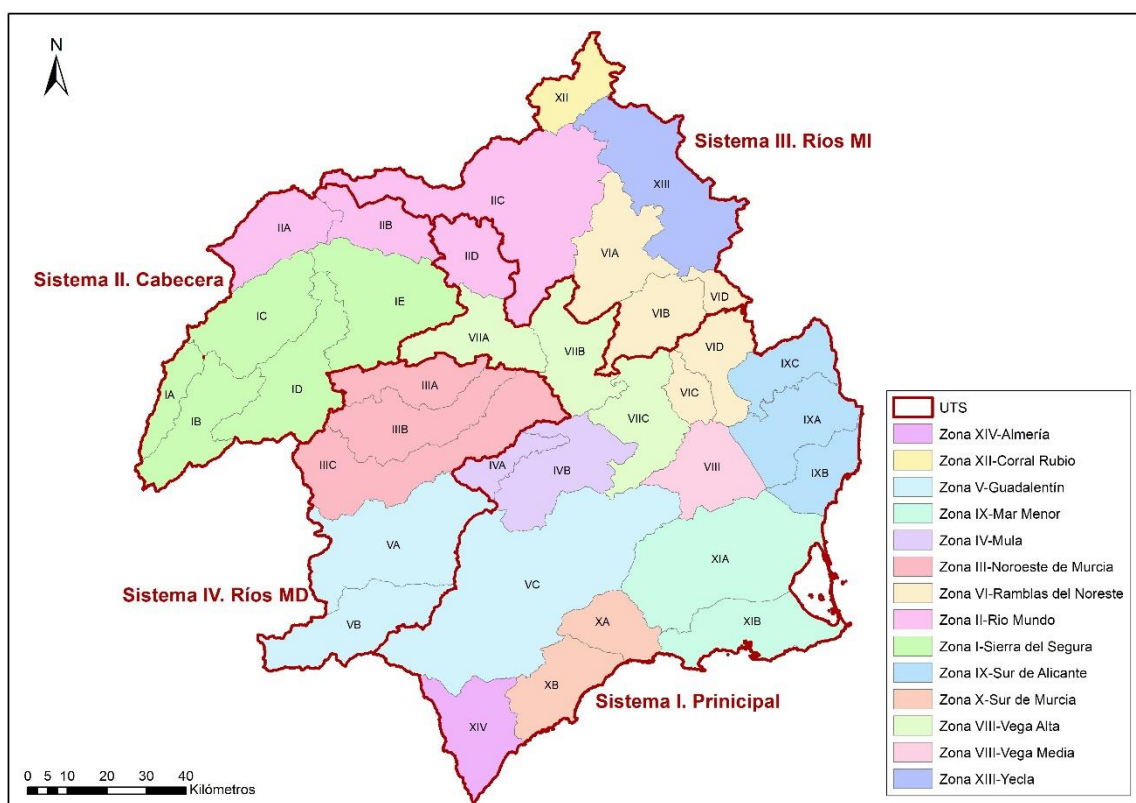 N
XII
Sistema III. Ríos MI
XIII
IIC
IIA
IIB
IID
VIA
Sistema II. Cabecera
IE
VID
IC
VIB
VIIA
VIIB
VID
IXC
IIIA
IA
ID
VIC
VIIC
IB
IXA
IIIB
IIIC
IVA
IVB
VIII
IXB
VA
XIA
VC
Sistema IV. Ríos MD
VB
XA
XIB
XB
Sistema I. Prinicipal
XIV
UTS
Zona XIV-Almería
Zona XII-Corral Rubio
Zona V-Guadalentín
Zona IX-Mar Menor
Zona IV-Mula
Zona III-Noroeste de Murcia
Zona VI-Ramblas del Noreste
Zona II-Rio Mundo
Zona I-Sierra del Segura
Zona IX-Sur de Alicante
Zona X-Sur de Murcia
Zona VIII-Vega Alta
Zona VIII-Vega Media
Zona XIII-Yecla
0 5 10 20 30 40
Kilómetros